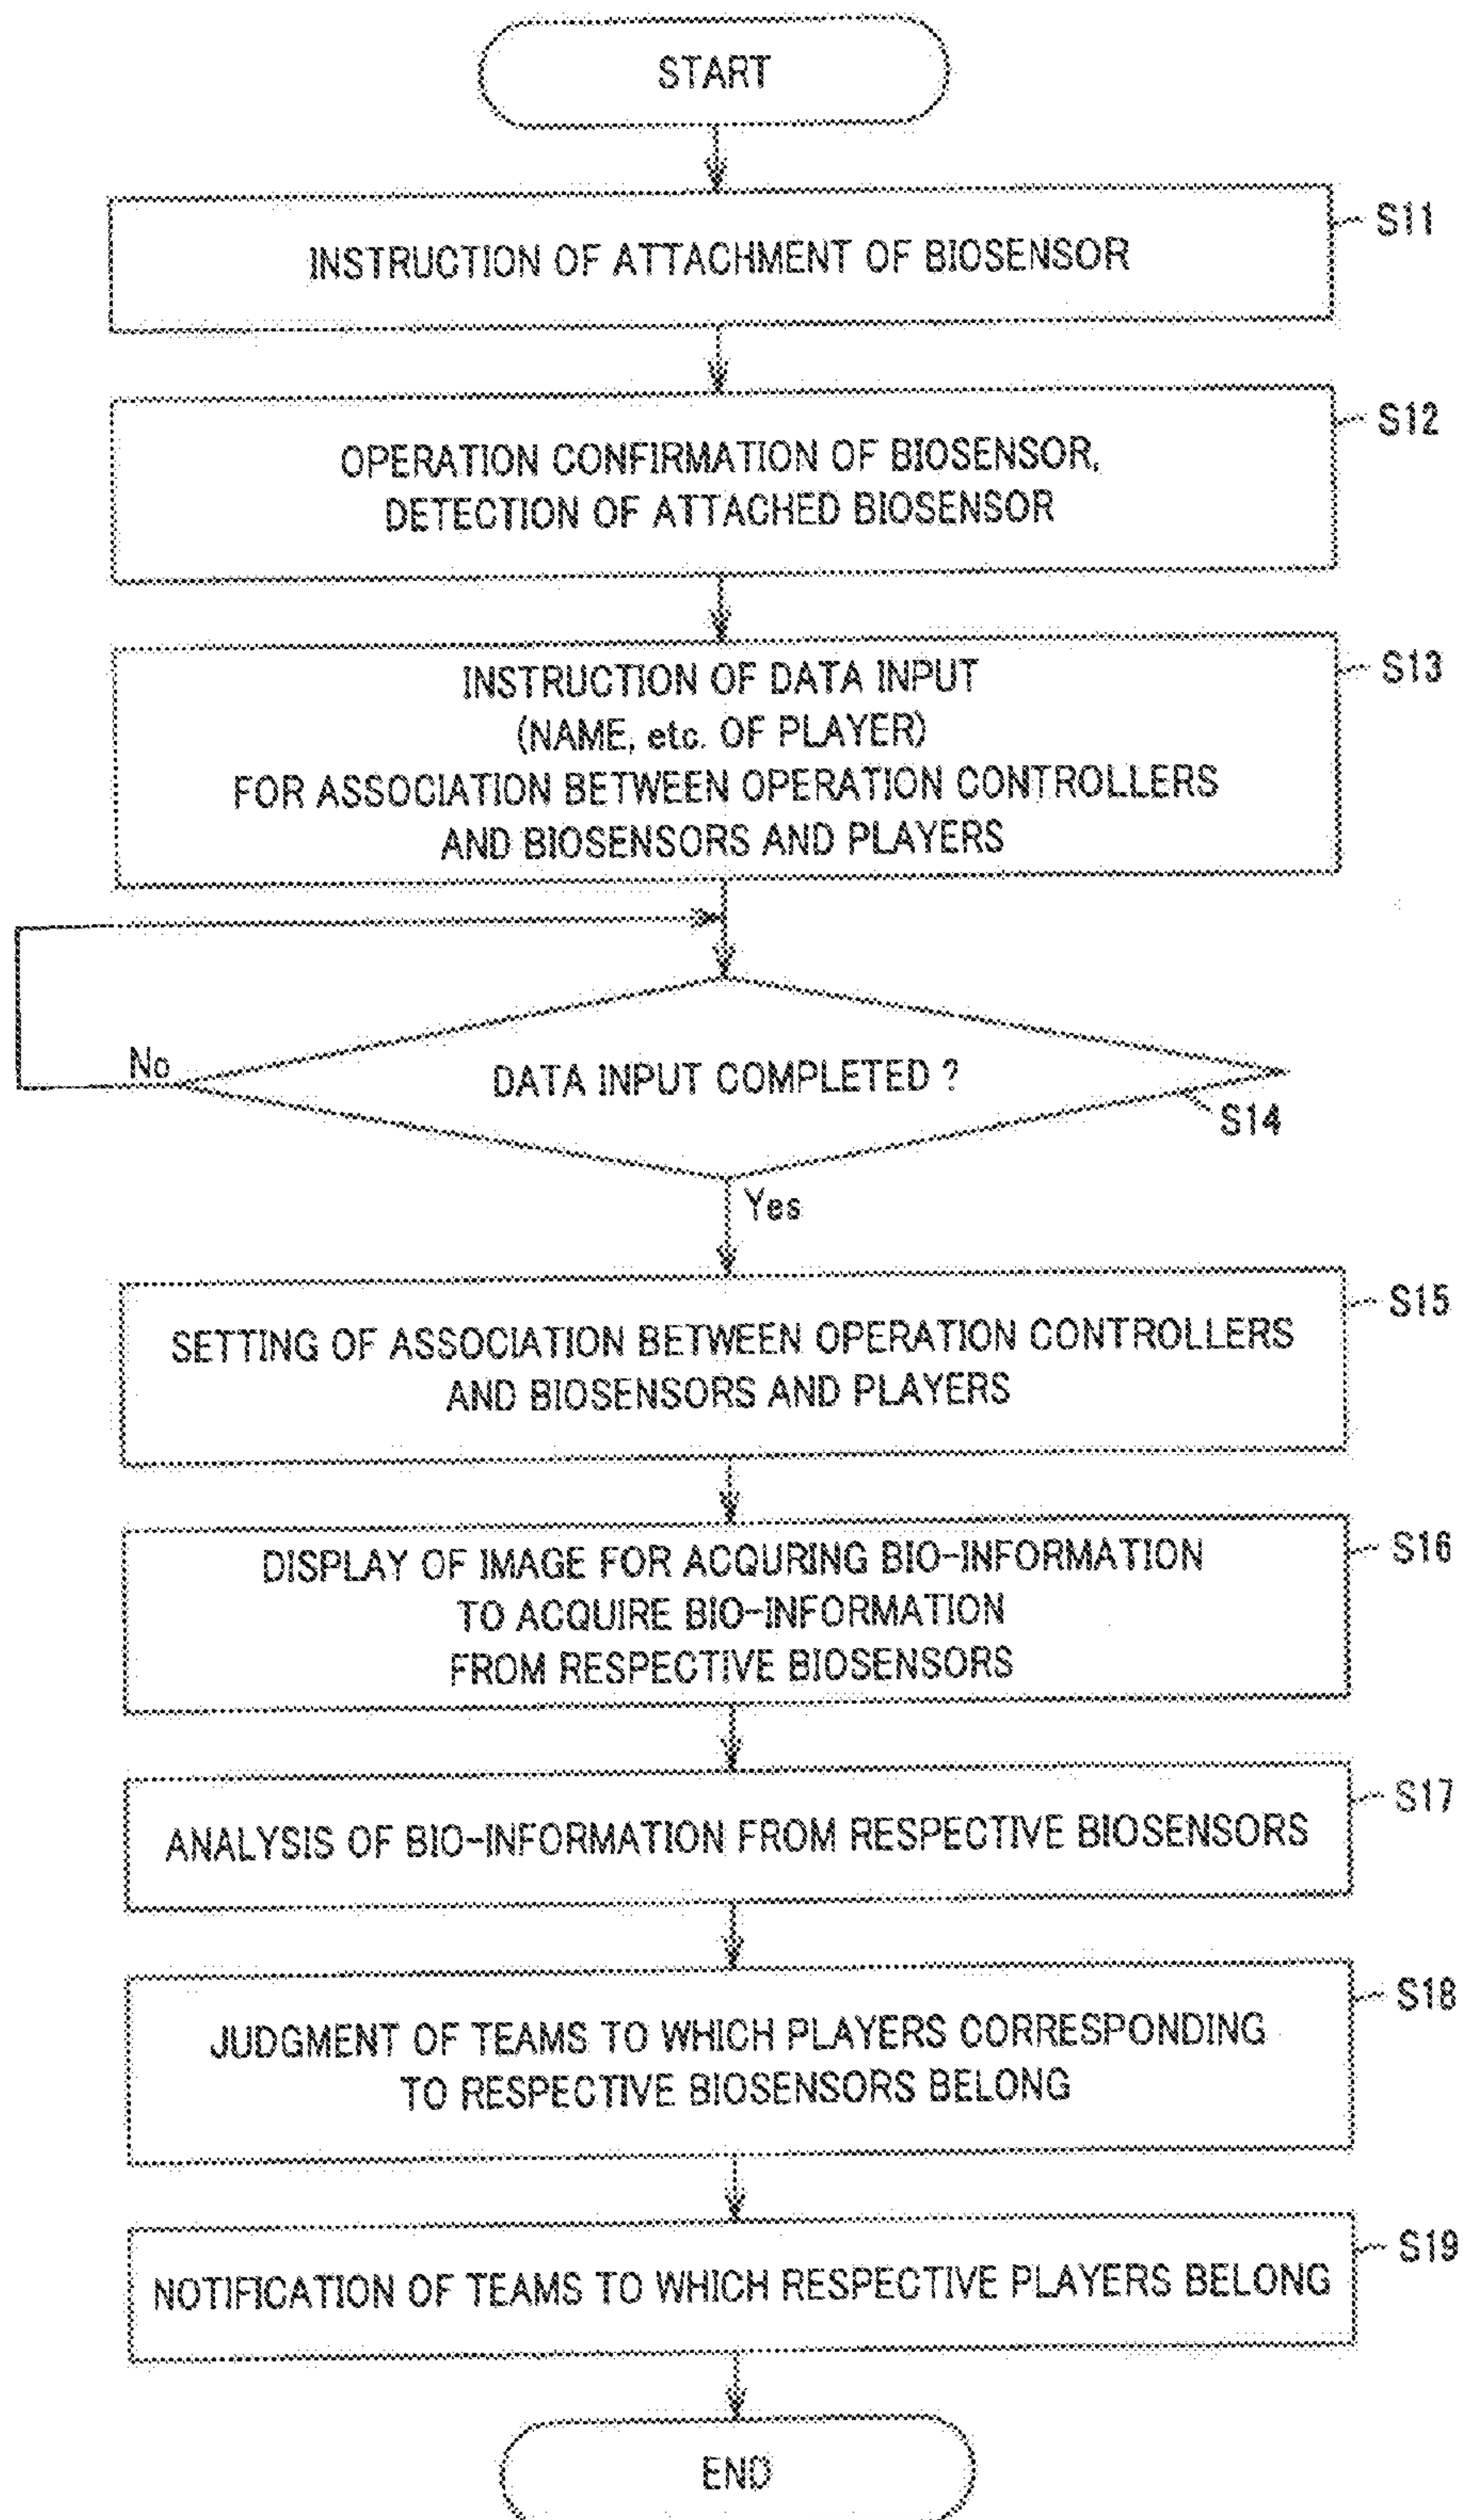 START
S11
INSTRUCTION OF ATTACHMENT OF BIOSENSOR
S12
OPERATION CONFIRMATION OF BIOSENSOR,
DETECTION OF ATTACHED BIOSENSOR
S13
INSTRUCTION OF DATA INPUT
(NAME, etc. OF PLAYER)
FOR ASSOCIATION BETWEEN OPERATION CONTROLLERS
AND BIOSENSORS AND PLAYERS
No
DATA INPUT COMPLETED ?
S14
Yes
S15
SETTING OF ASSOCIATION BETWEEN OPERATION CONTROLLERS
AND BIOSENSORS AND PLAYERS
S16
DISPLAY OF IMAGE FOR ACQURING BIO-INFORMATION
TO ACQUIRE BIO-INFORMATION
FROM RESPECTIVE BIOSENSORS
S17
ANALYSIS OF BIO-INFORMATION FROM RESPECTIVE BIOSENSORS
S18
JUDGMENT OF TEAMS TO WHICH PLAYERS CORRESPONDING
TO RESPECTIVE BIOSENSORS BELONG
S19
NOTIFICATION OF TEAMS TO WHICH RESPECTIVE PLAYERS BELONG
END